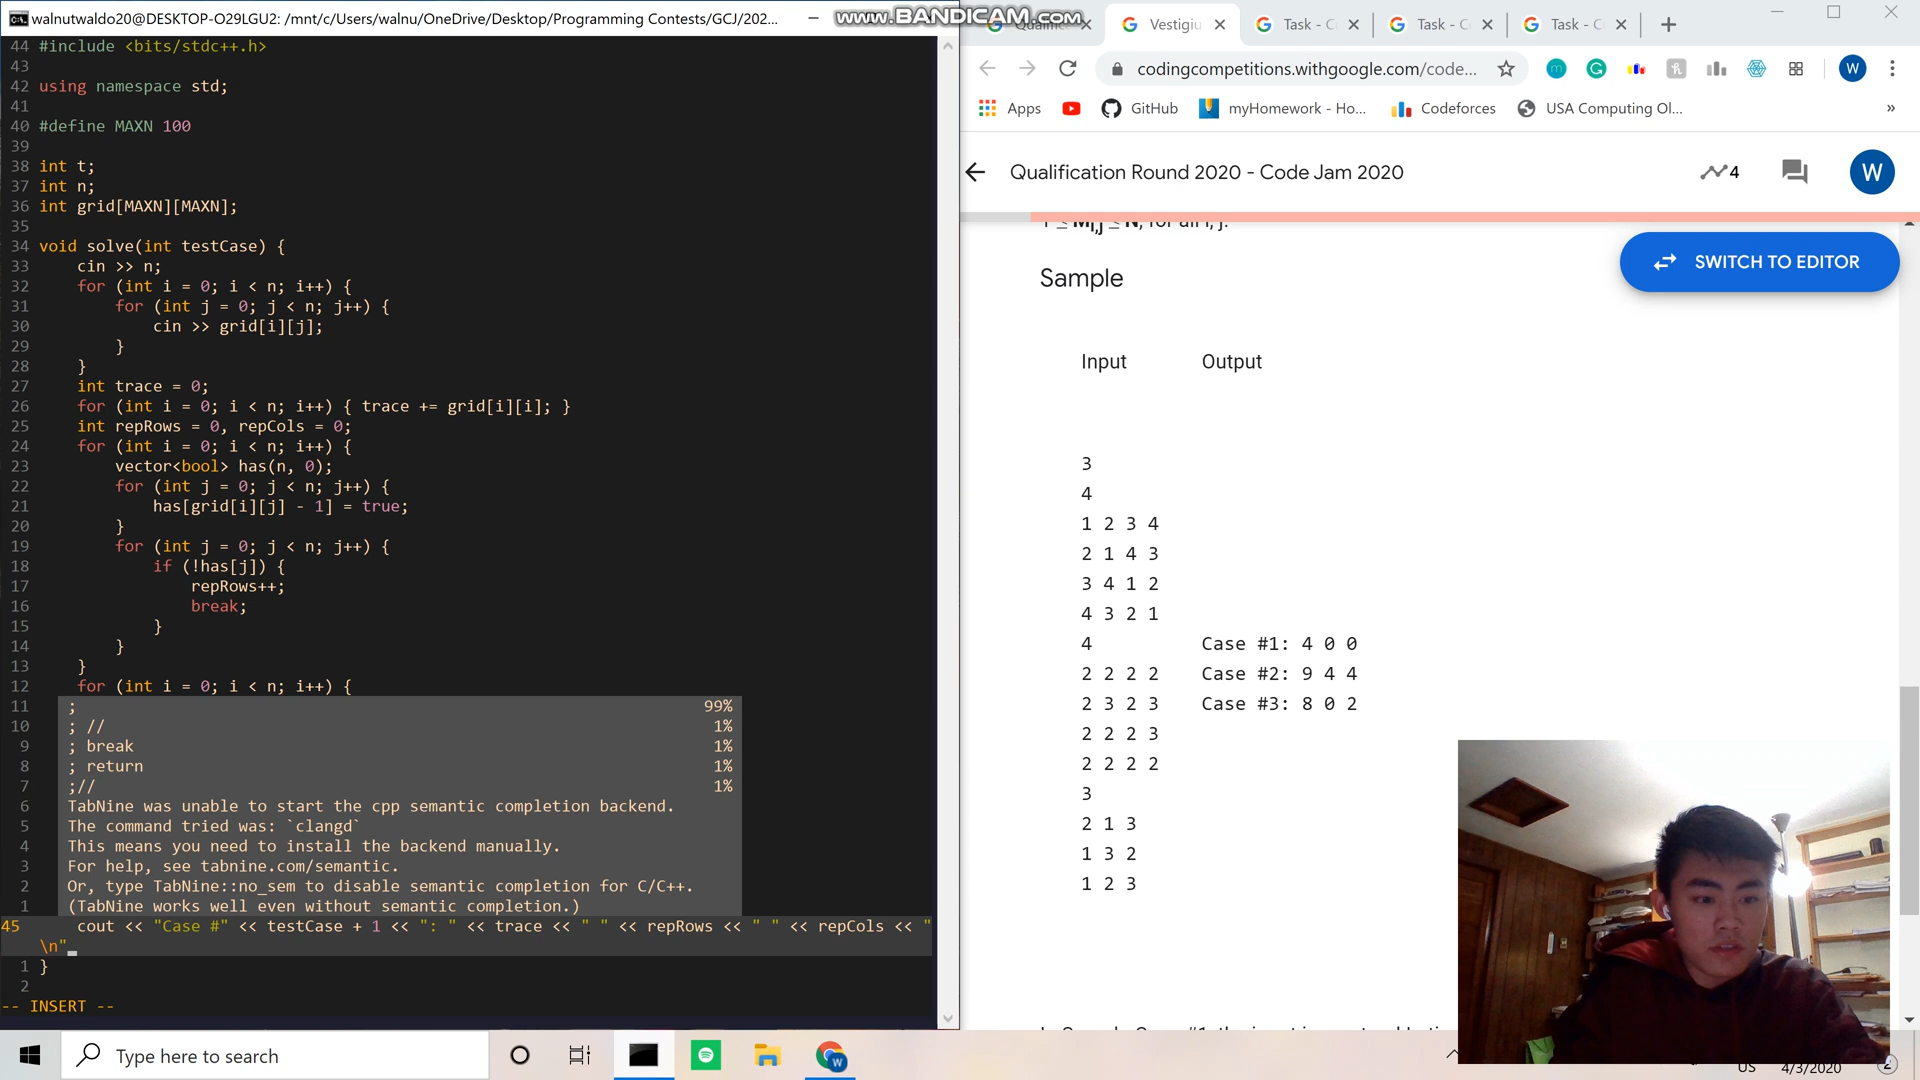 walnutwaldo20@DESKTOP-O29LGU2: /mnt/c/Users/walnu/OneDrive/Desktop/Programming Contests/GCJ/202...
www.BANDICAM.com
44 #include <bits/stdc++.h>
43
42 using namespace std;
41
40 #define MAXN 100
39
38 int t;
37 int n;
36 int grid[MAXN][MAXN];
35
34 void solve(int testCase) {
33 cin >> n;
32 for (int i = 0; i < n; i++) {
31 for (int j = 0; j < n; j++) {
30 cin >> grid[i][j];
29 }
28 }
27 int trace = 0;
26 for (int i = 0; i < n; i++) { trace += grid[i][i]; }
25 int repRows = 0, repCols = 0;
24 for (int i = 0; i < n; i++) {
23 vector<bool> has(n, 0);
22 for (int j = 0; j < n; j++) {
21 has[grid[i][j] - 1] = true;
20 }
19 for (int j = 0; j < n; j++) {
18 if (!has[j]) {
17 repRows++;
16 break;
15 }
14 }
13 }
12 for (int i = 0; i < n; i++) {
11 ; 99%
10 ; // 1%
9 ; break 1%
8 ; return 1%
7 ;// 1%
6 TabNine was unable to start the cpp semantic completion backend.
5 The command tried was: `clangd`
4 This means you need to install the backend manually.
3 For help, see tabnine.com/semantic.
2 Or, type TabNine::no_sem to disable semantic completion for C/C++.
1 (TabNine works well even without semantic completion.)
45 cout << "Case #" << testCase + 1 << ": " << trace << " " << repRows << " " << repCols << "
\n"
1 }
2
-- INSERT --
Vestigiu
Task - C
Task - C
Task - C
codingcompetitions.withgoogle.com/code...
W
Apps
GitHub
myHomework - Ho...
Codeforces
USA Computing Ol...
»
Qualification Round 2020 - Code Jam 2020
4
W
1 ≤ Mi,j ≤ N, for all i, j.
SWITCH TO EDITOR
Sample
Input Output
3
4
1 2 3 4
2 1 4 3
3 4 1 2
4 3 2 1
4 Case #1: 4 0 0
2 2 2 2 Case #2: 9 4 4
2 3 2 3 Case #3: 8 0 2
2 2 2 3
2 2 2 2
3
2 1 3
1 3 2
1 2 3
Type here to search
W
US
4/3/2020
2